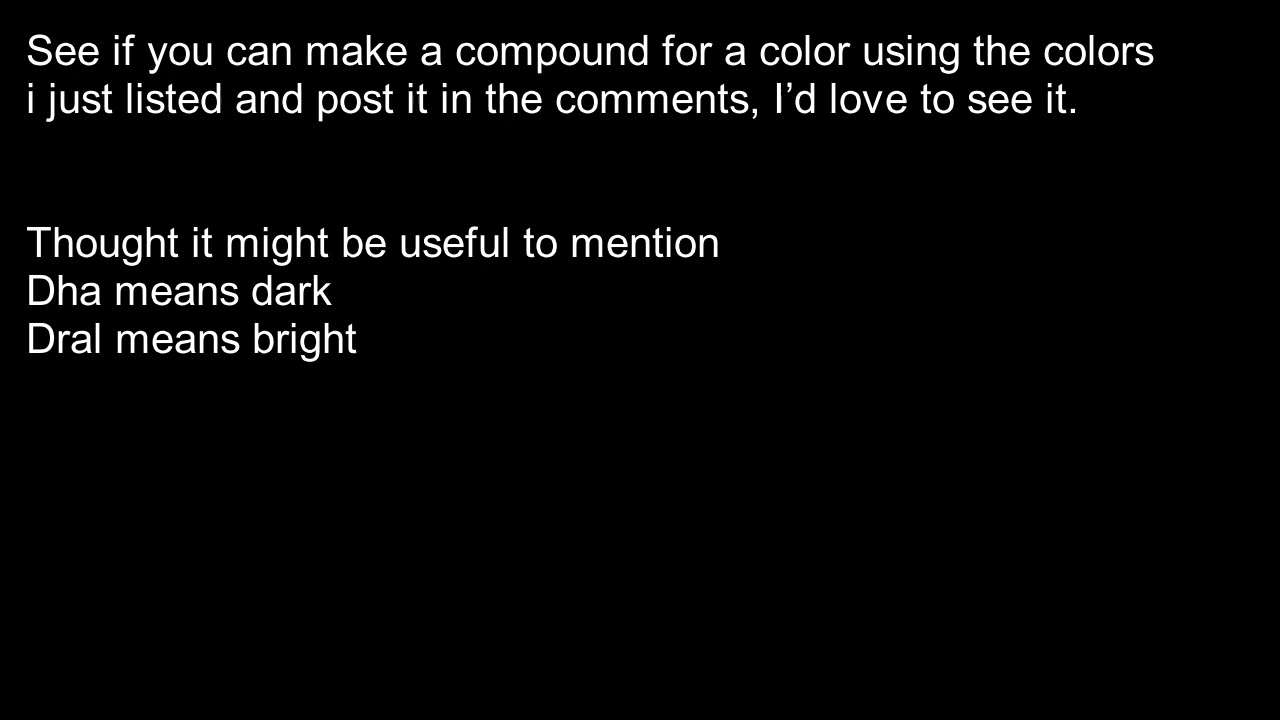 See if you can make a compound for a color using the colors
i just listed and post it in the comments, I’d love to see it.
Thought it might be useful to mention
Dha means dark
Dral means bright